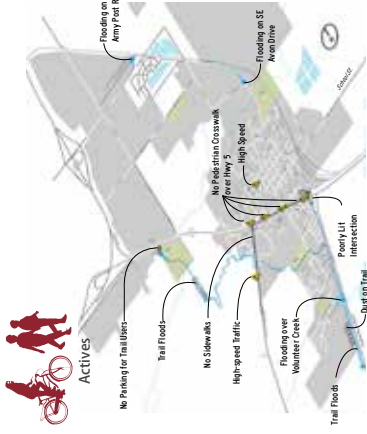 Actives
No Parking for Trail Users
Trail Floods
No Sidewalks
High-speed Traffic
Flooding over
Volunteer Creek
Trail Floods
Dust on Trail
Poorly Lit
Intersection
No Pedestrian Crosswalk
over Hwy 5
High Speed
Flooding on SE
Avon Drive
Flooding on
Army Post R